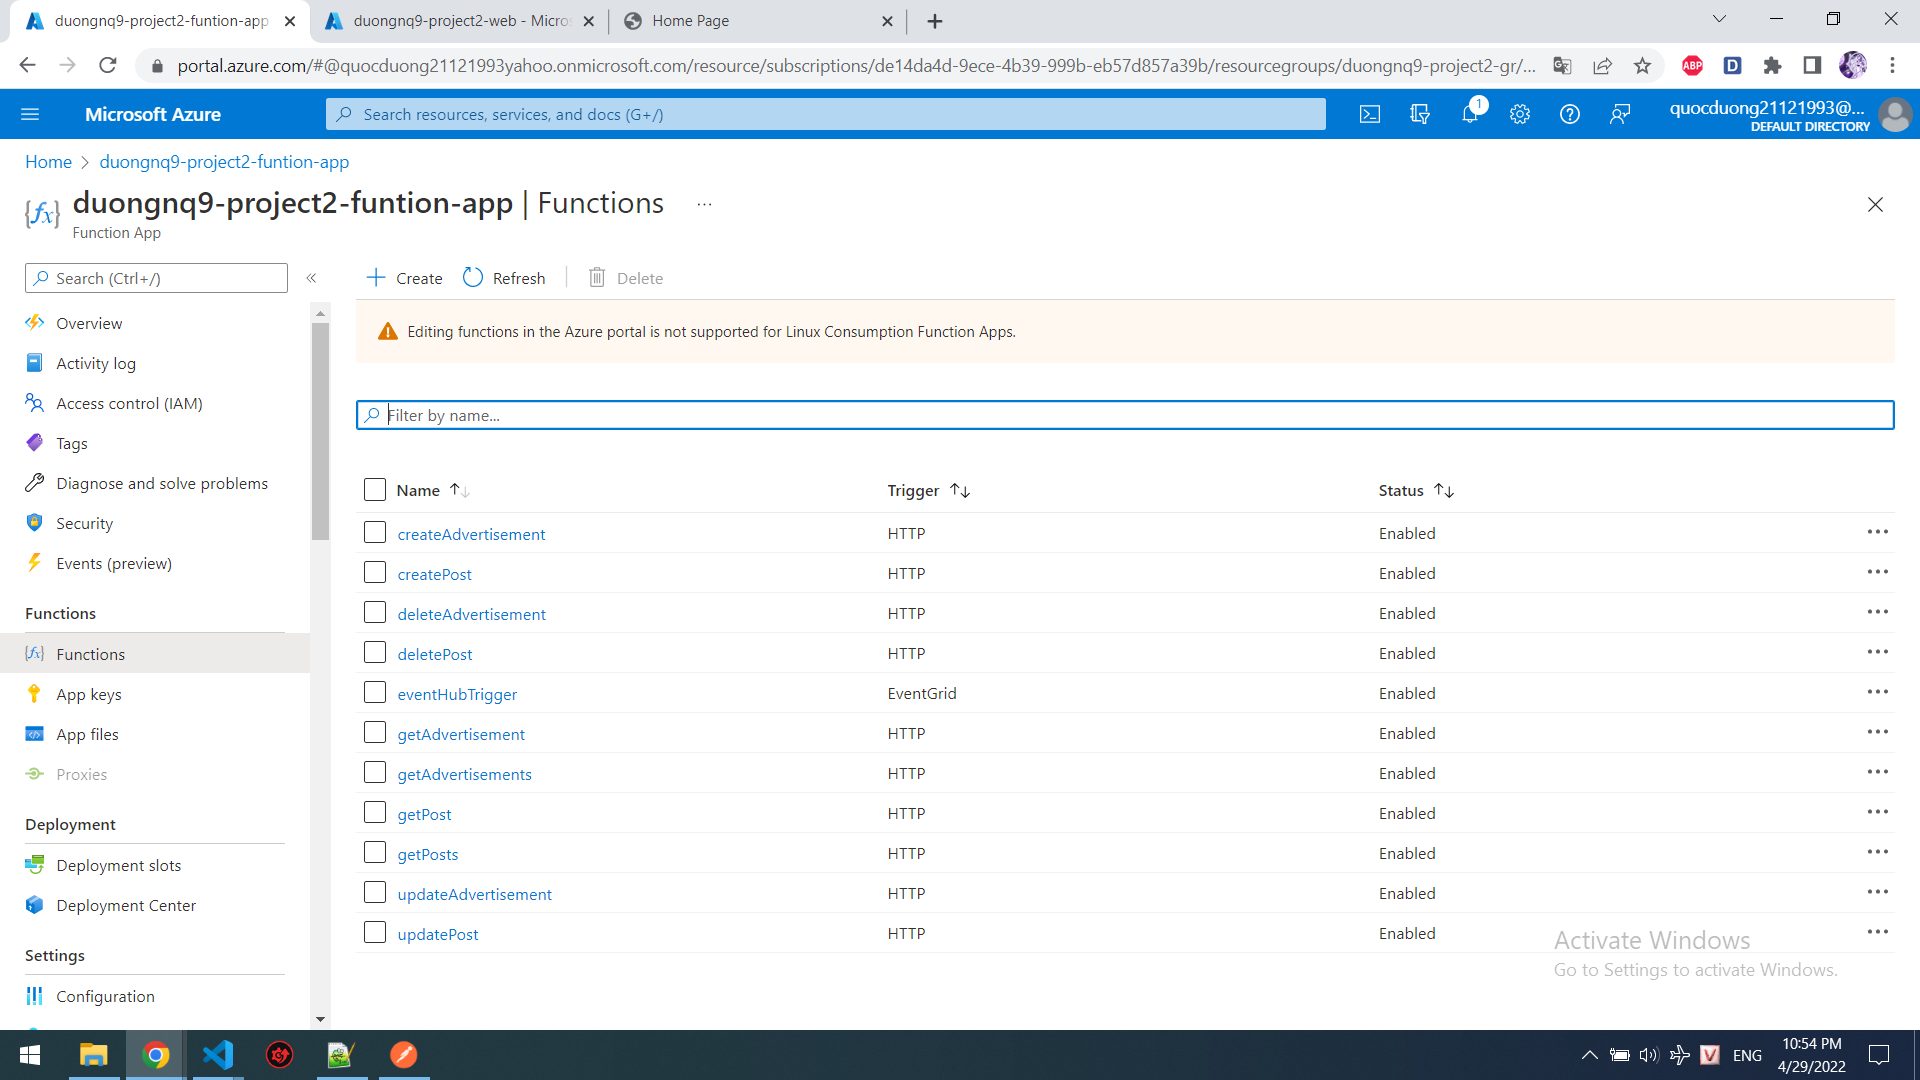 duongnq9-project2-funtion-app
duongnq9-project2-web - Micros
Home Page
portal.azure.com/#@quocduong21121993yahoo.onmicrosoft.com/resource/subscriptions/de14da4d-9ece-4b39-999b-eb57d857a39b/resourcegroups/duongnq9-project2-gr/...
ABP
D
Microsoft Azure
Search resources, services, and docs (G+/)
1
quocduong21121993@...
DEFAULT DIRECTORY
Home > duongnq9-project2-funtion-app
duongnq9-project2-funtion-app | Functions ...
Function App
Search (Ctrl+/)
«
Create
Refresh
Delete
Editing functions in the Azure portal is not supported for Linux Consumption Function Apps.
Filter by name...
Overview
Activity log
Access control (IAM)
Tags
Diagnose and solve problems
Security
Events (preview)
Functions
Functions
App keys
App files
Proxies
Deployment
Deployment slots
Deployment Center
Settings
Configuration
Name ↑↓ Trigger ↑↓ Status ↑↓
createAdvertisement HTTP Enabled ...
createPost HTTP Enabled ...
deleteAdvertisement HTTP Enabled ...
deletePost HTTP Enabled ...
eventHubTrigger EventGrid Enabled ...
getAdvertisement HTTP Enabled ...
getAdvertisements HTTP Enabled ...
getPost HTTP Enabled ...
getPosts HTTP Enabled ...
updateAdvertisement HTTP Enabled ...
updatePost HTTP Enabled ...
Activate Windows
Go to Settings to activate Windows.
V
ENG
10:54 PM
4/29/2022